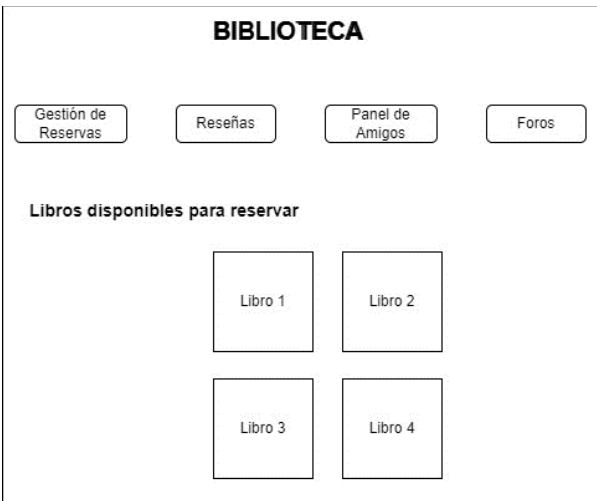 BIBLIOTECA
Gestión de
Reservas
Reseñas
Panel de
Amigos
Foros
Libros disponibles para reservar
Libro 1
Libro 2
Libro 3
Libro 4